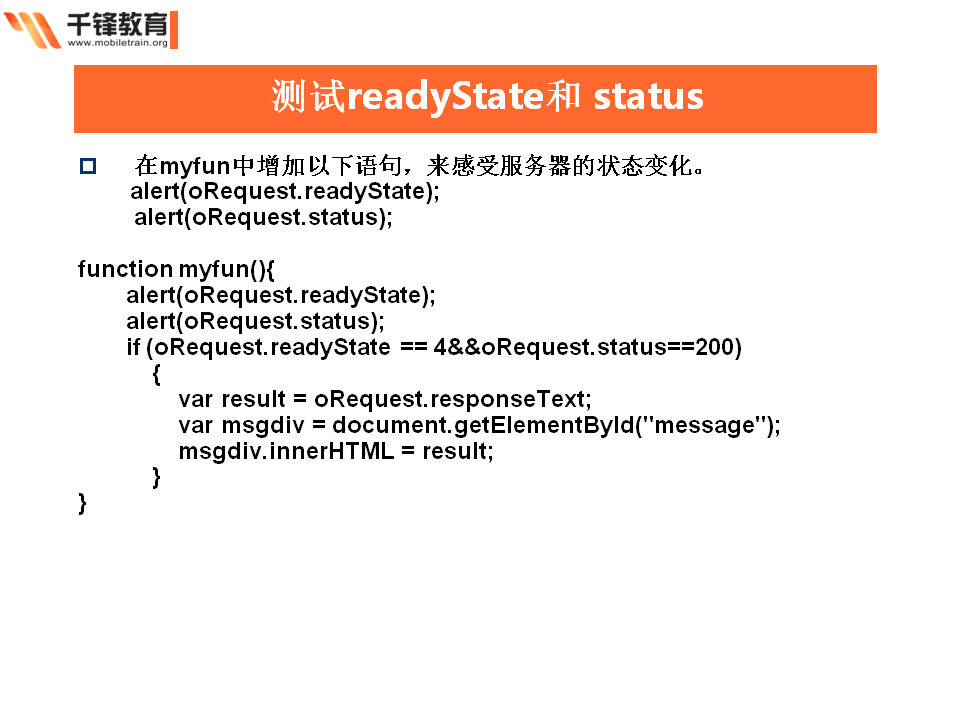 千锋教育
www.mobiletrain.org
测试readyState和 status
在myfun中增加以下语句，来感受服务器的状态变化。
alert(oRequest.readyState);
alert(oRequest.status);
function myfun(){
alert(oRequest.readyState);
alert(oRequest.status);
if (oRequest.readyState == 4&&oRequest.status==200)
{
var result = oRequest.responseText;
var msgdiv = document.getElementById("message");
msgdiv.innerHTML = result;
}
}